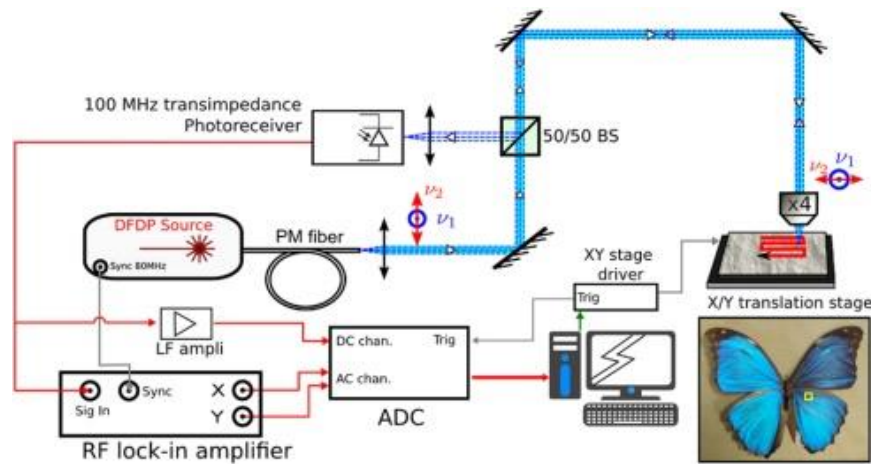 100 MHz transimpedance
Photoreceiver
50/50 BS
ν₂
ν₁
x4
DFDP Source
Sync 80MHz
PM fiber
ν₂
ν₁
XY stage
driver
Trig
X/Y translation stage
LF ampli
DC chan.
Trig
AC chan.
ADC
Sig In
Sync
X
Y
RF lock-in amplifier